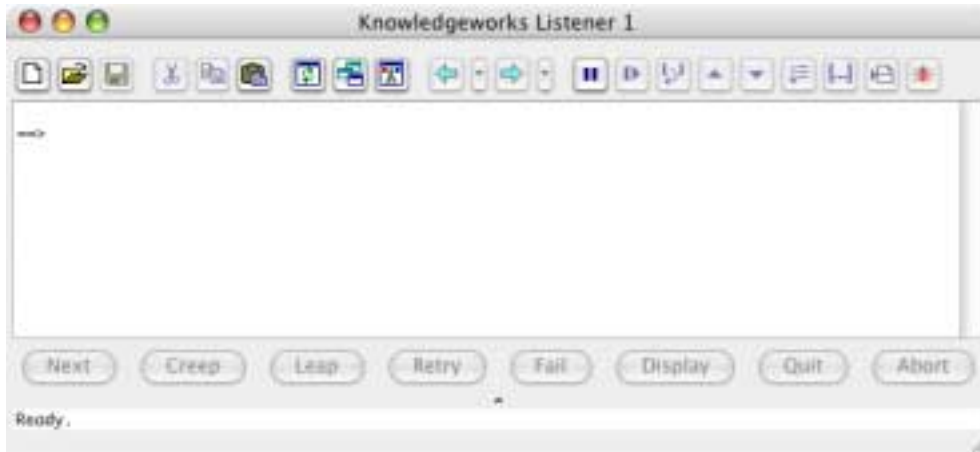 Knowledgeworks Listener 1
==>
Next Creep Leap Retry Fail Display Quit Abort
Ready.